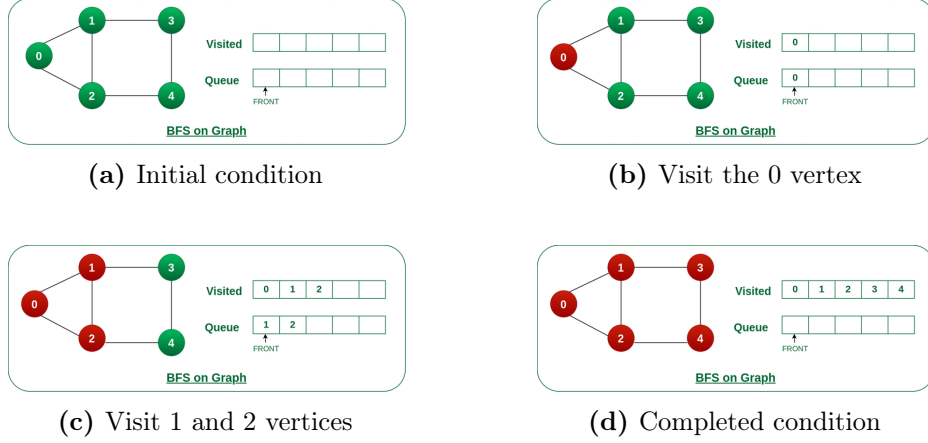 1 3
0
2 4
Visited
Queue
FRONT
BFS on Graph
(a) Initial condition
1 3
0
2 4
Visited 0
Queue 0
FRONT
BFS on Graph
(b) Visit the 0 vertex
1 3
0
2 4
Visited 0 1 2
Queue 1 2
FRONT
BFS on Graph
(c) Visit 1 and 2 vertices
1 3
0
2 4
Visited 0 1 2 3 4
Queue
FRONT
BFS on Graph
(d) Completed condition